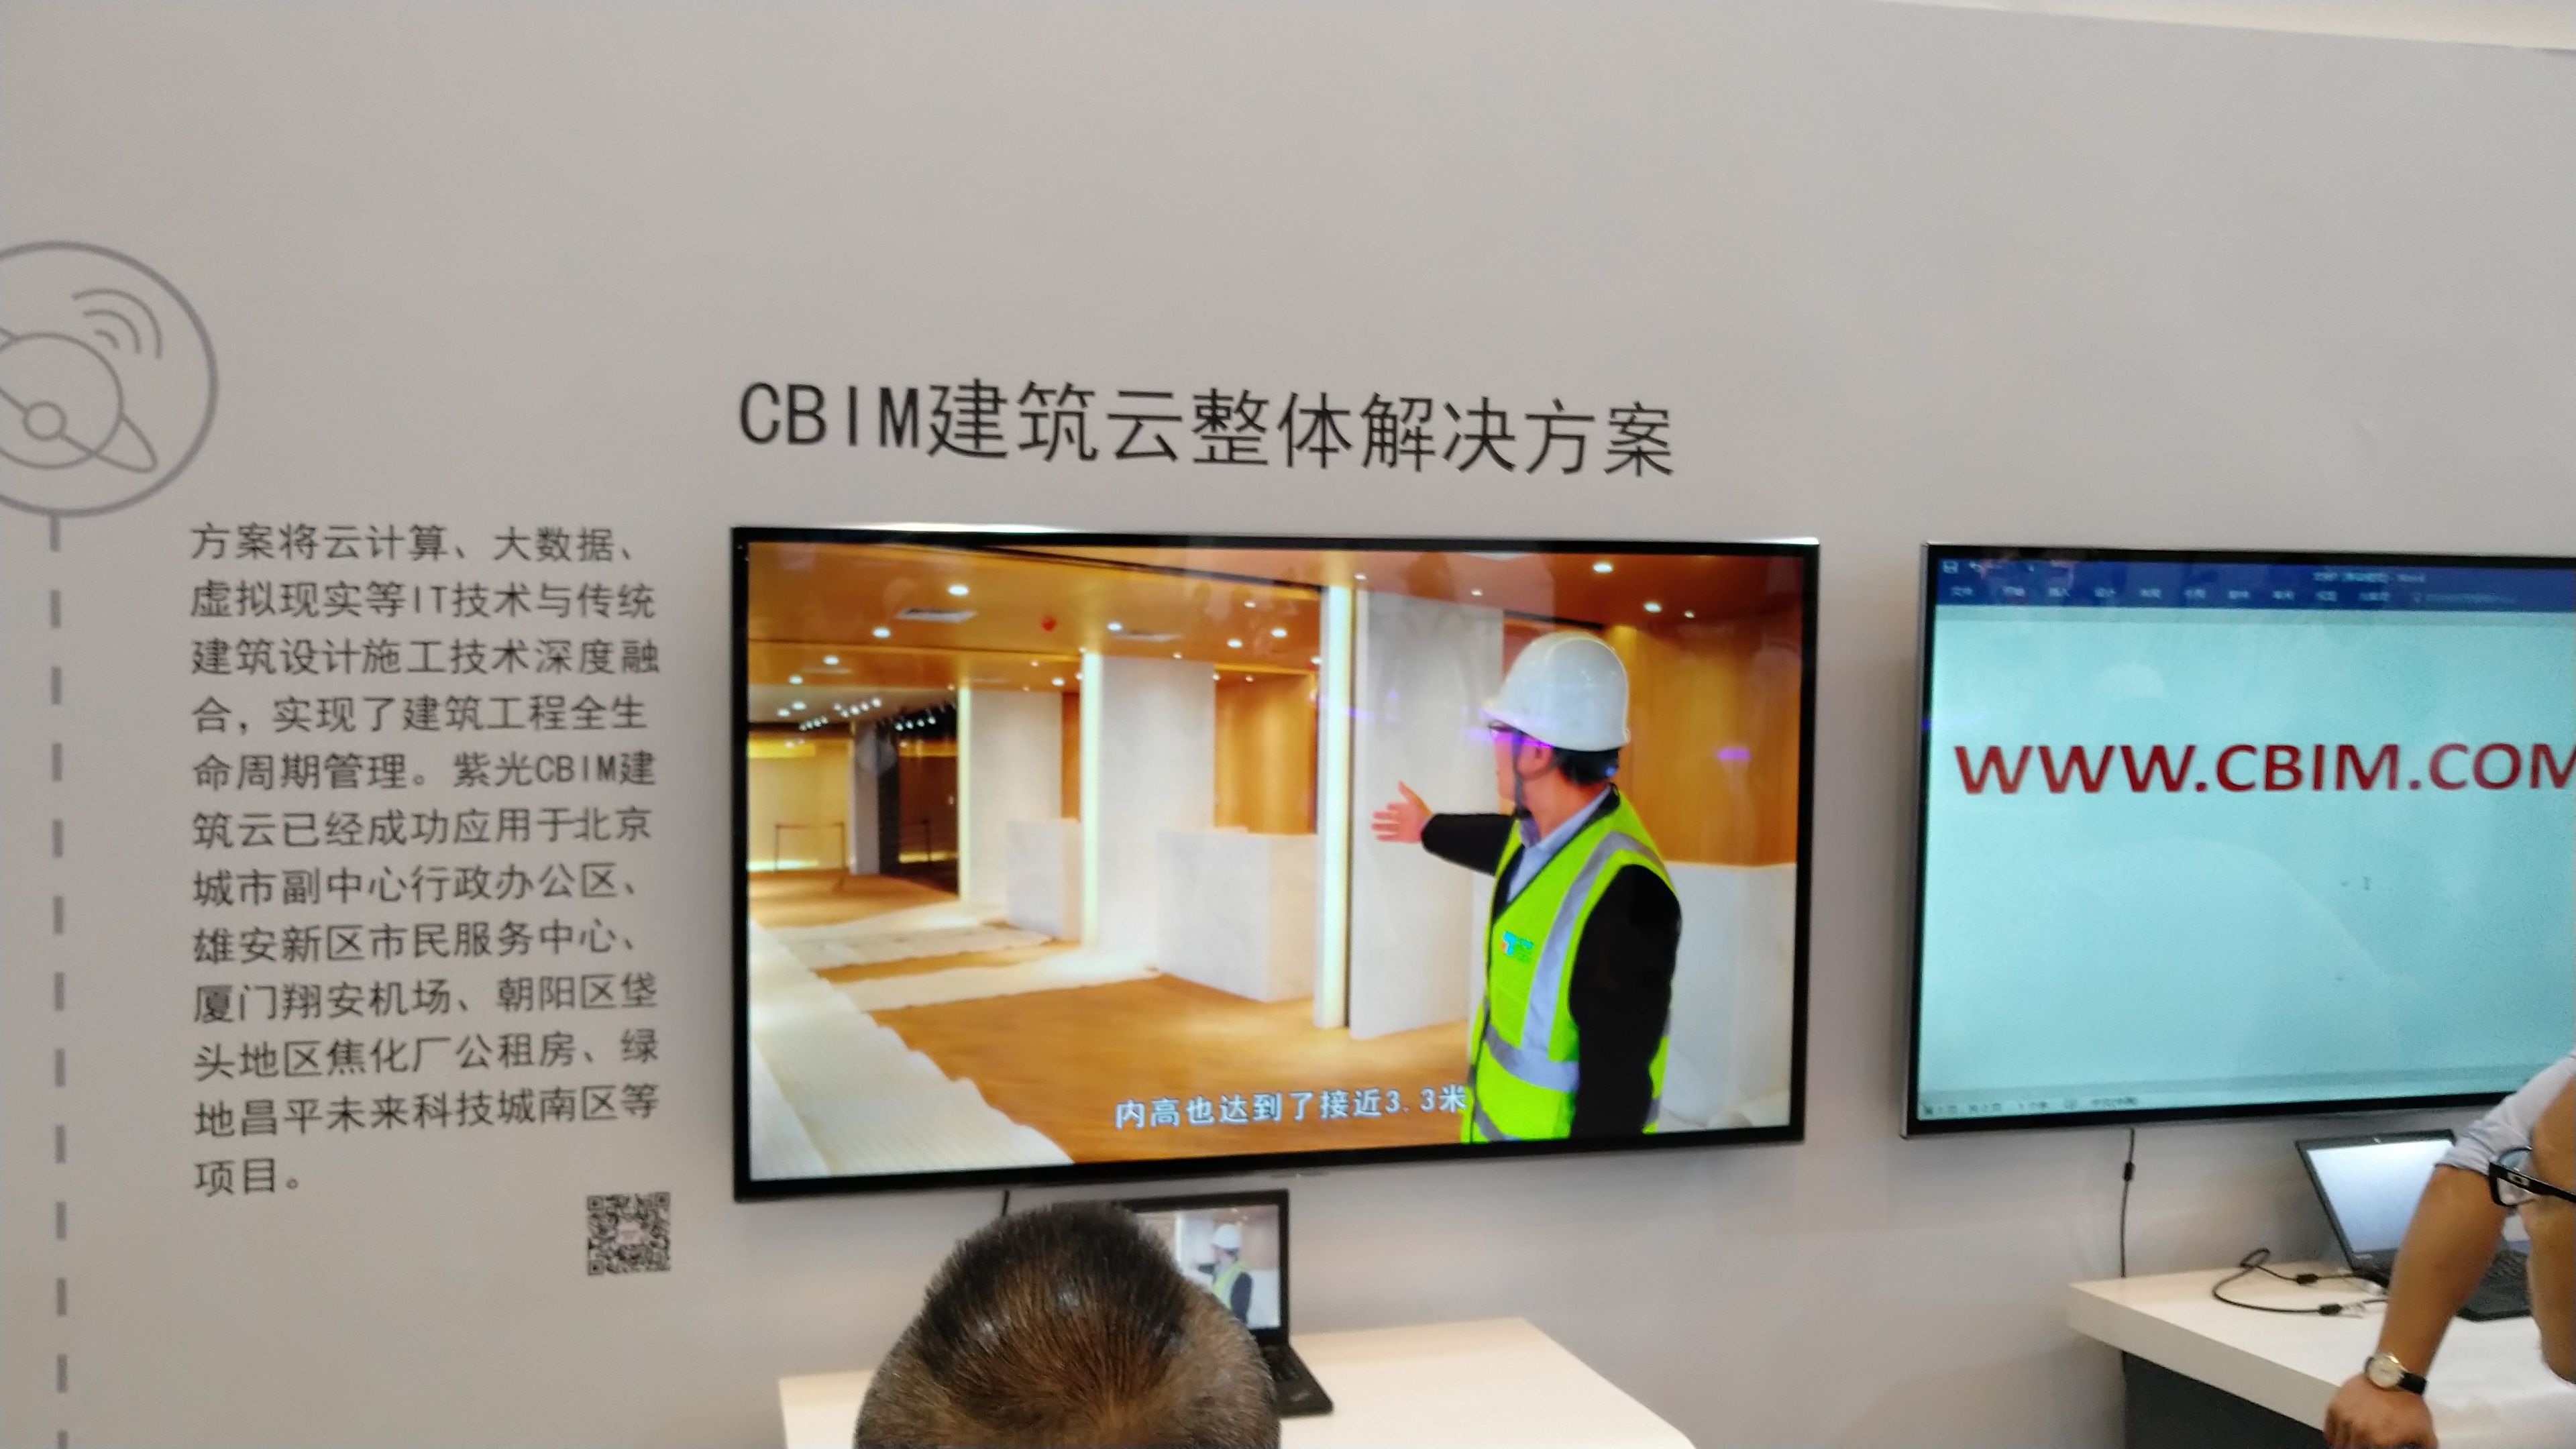 CBIM建筑云整体解决方案
方案将云计算、大数据、
虚拟现实等IT技术与传统
建筑设计施工技术深度融
合，实现了建筑工程全生
命周期管理。紫光CBIM建
筑云已经成功应用于北京
城市副中心行政办公区、
雄安新区市民服务中心、
厦门翔安机场、朝阳区垡
头地区焦化厂公租房、绿
地昌平未来科技城南区等
项目。
内高也达到了接近3.3米
WWW.CBIM.COM